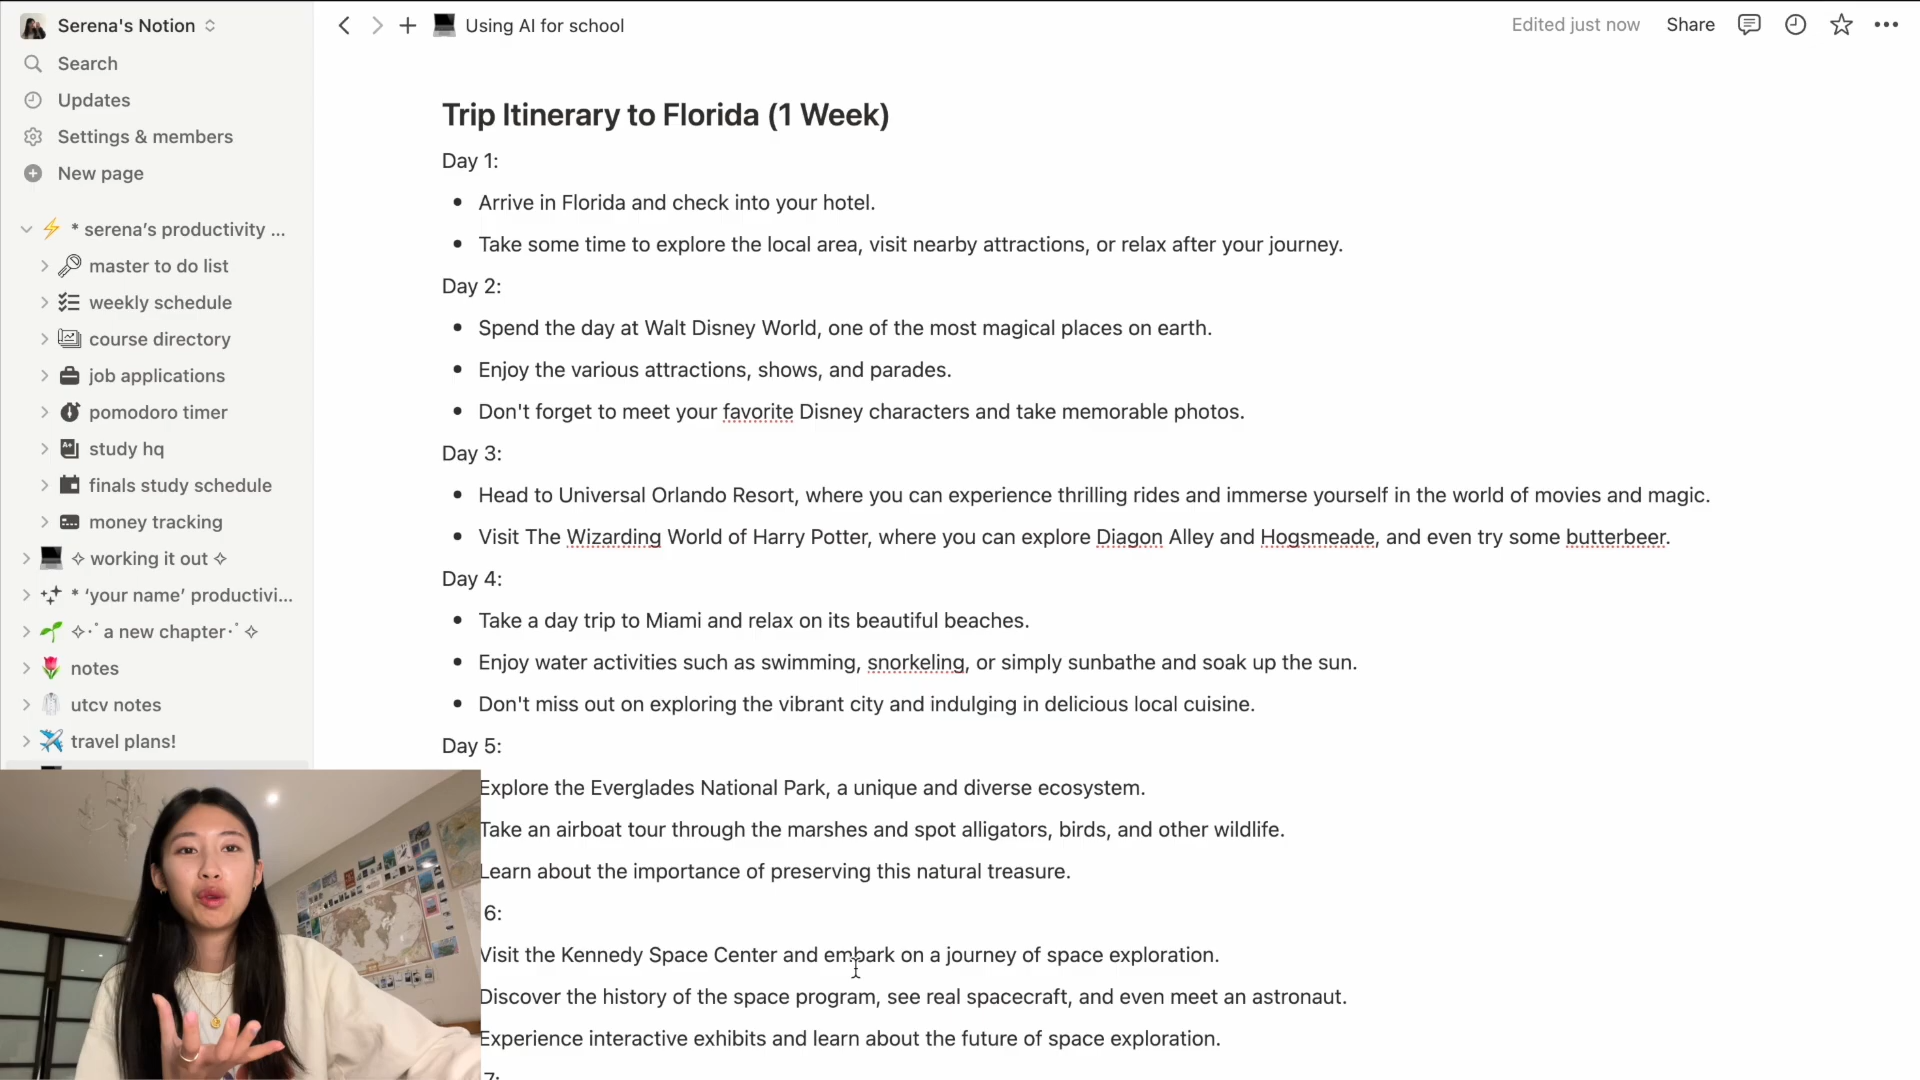 Serena's Notion
Search
Updates
Settings & members
New page
* serena's productivity ...
master to do list
weekly schedule
course directory
job applications
pomodoro timer
study hq
finals study schedule
money tracking
✧ working it out ✧
* ‘your name’ productivi...
✧･ﾟa new chapter･ﾟ✧
notes
utcv notes
travel plans!
Using AI for school
Edited just now
Share
Trip Itinerary to Florida (1 Week)
Day 1:
• Arrive in Florida and check into your hotel.
• Take some time to explore the local area, visit nearby attractions, or relax after your journey.
Day 2:
• Spend the day at Walt Disney World, one of the most magical places on earth.
• Enjoy the various attractions, shows, and parades.
• Don't forget to meet your favorite Disney characters and take memorable photos.
Day 3:
• Head to Universal Orlando Resort, where you can experience thrilling rides and immerse yourself in the world of movies and magic.
• Visit The Wizarding World of Harry Potter, where you can explore Diagon Alley and Hogsmeade, and even try some butterbeer.
Day 4:
• Take a day trip to Miami and relax on its beautiful beaches.
• Enjoy water activities such as swimming, snorkeling, or simply sunbathe and soak up the sun.
• Don't miss out on exploring the vibrant city and indulging in delicious local cuisine.
Day 5:
Explore the Everglades National Park, a unique and diverse ecosystem.
Take an airboat tour through the marshes and spot alligators, birds, and other wildlife.
Learn about the importance of preserving this natural treasure.
6:
Visit the Kennedy Space Center and embark on a journey of space exploration.
Discover the history of the space program, see real spacecraft, and even meet an astronaut.
Experience interactive exhibits and learn about the future of space exploration.
7: